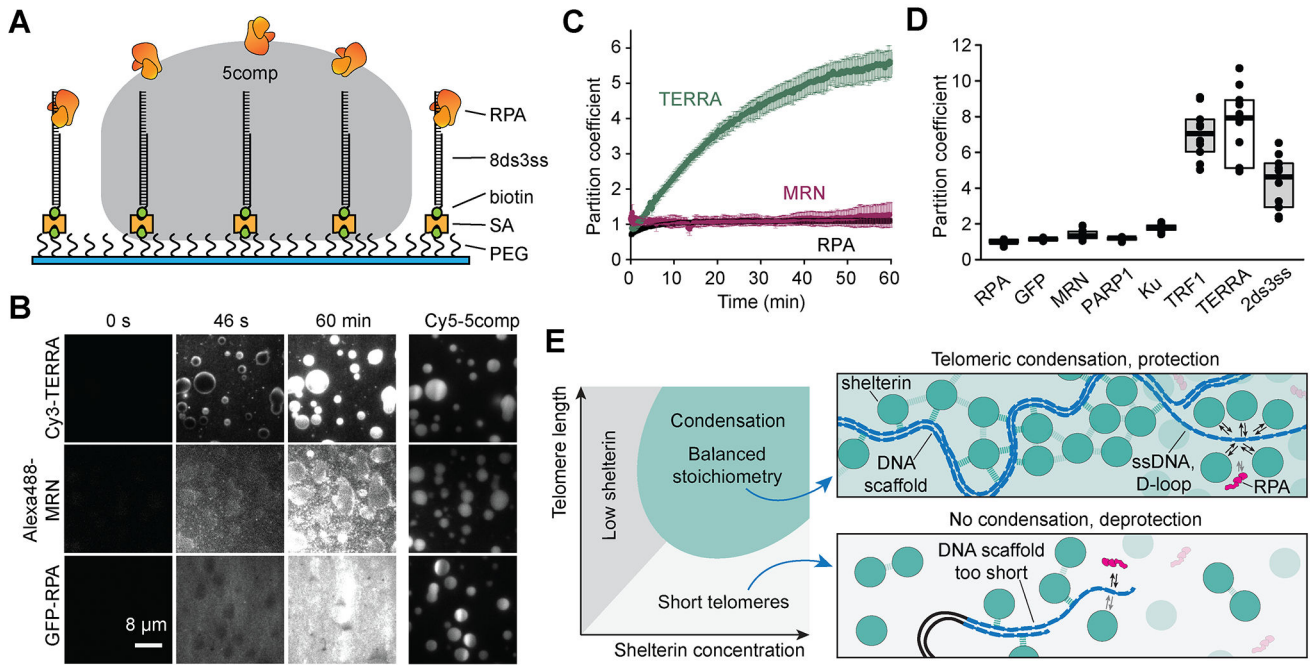 A
5comp
RPA
8ds3ss
biotin
SA
PEG
B
0 s
46 s
60 min
Cy5-5comp
Cy3-TERRA
Alexa488-
MRN
GFP-RPA
8 µm
C
Partition coefficient
6
5
4
3
2
1
0
TERRA
MRN
RPA
0
10
20
30
40
50
60
Time (min)
D
Partition coefficient
12
10
8
6
4
2
0
RPA
GFP
MRN
PARP1
Ku
TRF1
TERRA
2ds3ss
E
Telomere length
Low shelterin
Condensation
Balanced
stoichiometry
Short telomeres
Shelterin concentration
Telomeric condensation, protection
shelterin
DNA
scaffold
ssDNA,
D-loop
RPA
No condensation, deprotection
DNA scaffold
too short